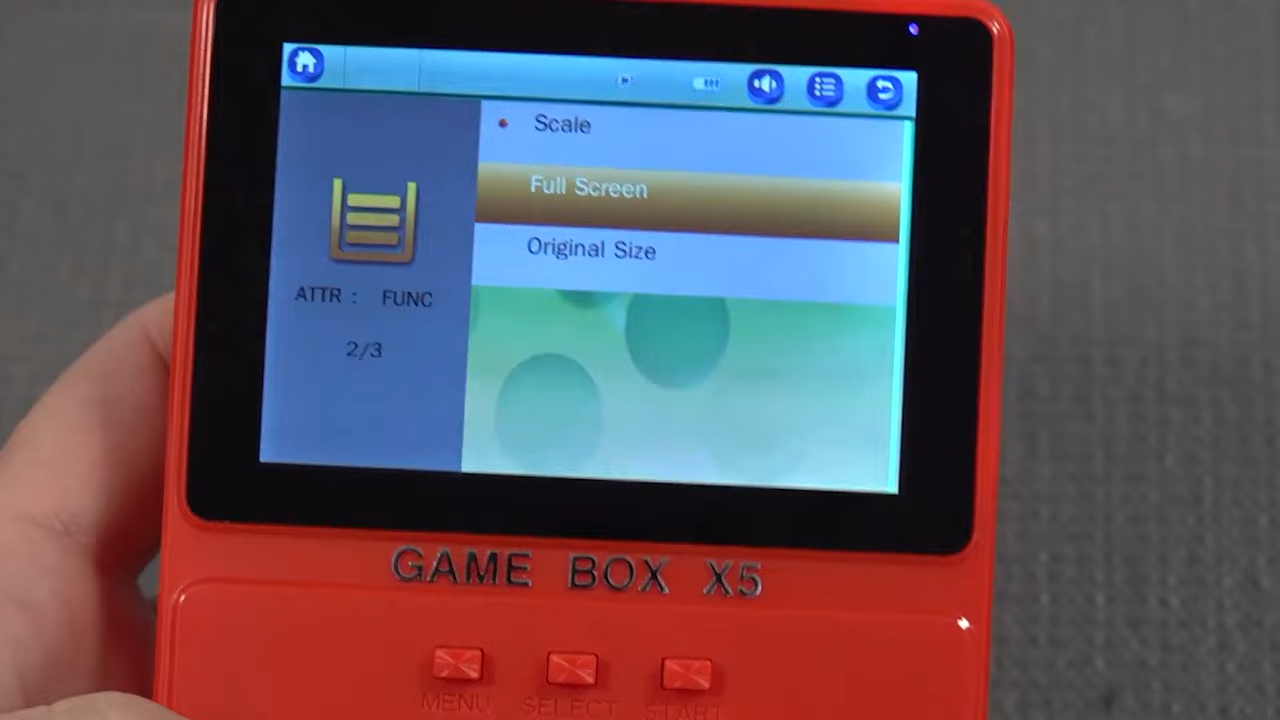 Scale
Full Screen
Original Size
ATTR : FUNC
2/3
GAME BOX X5
MENU SELECT START